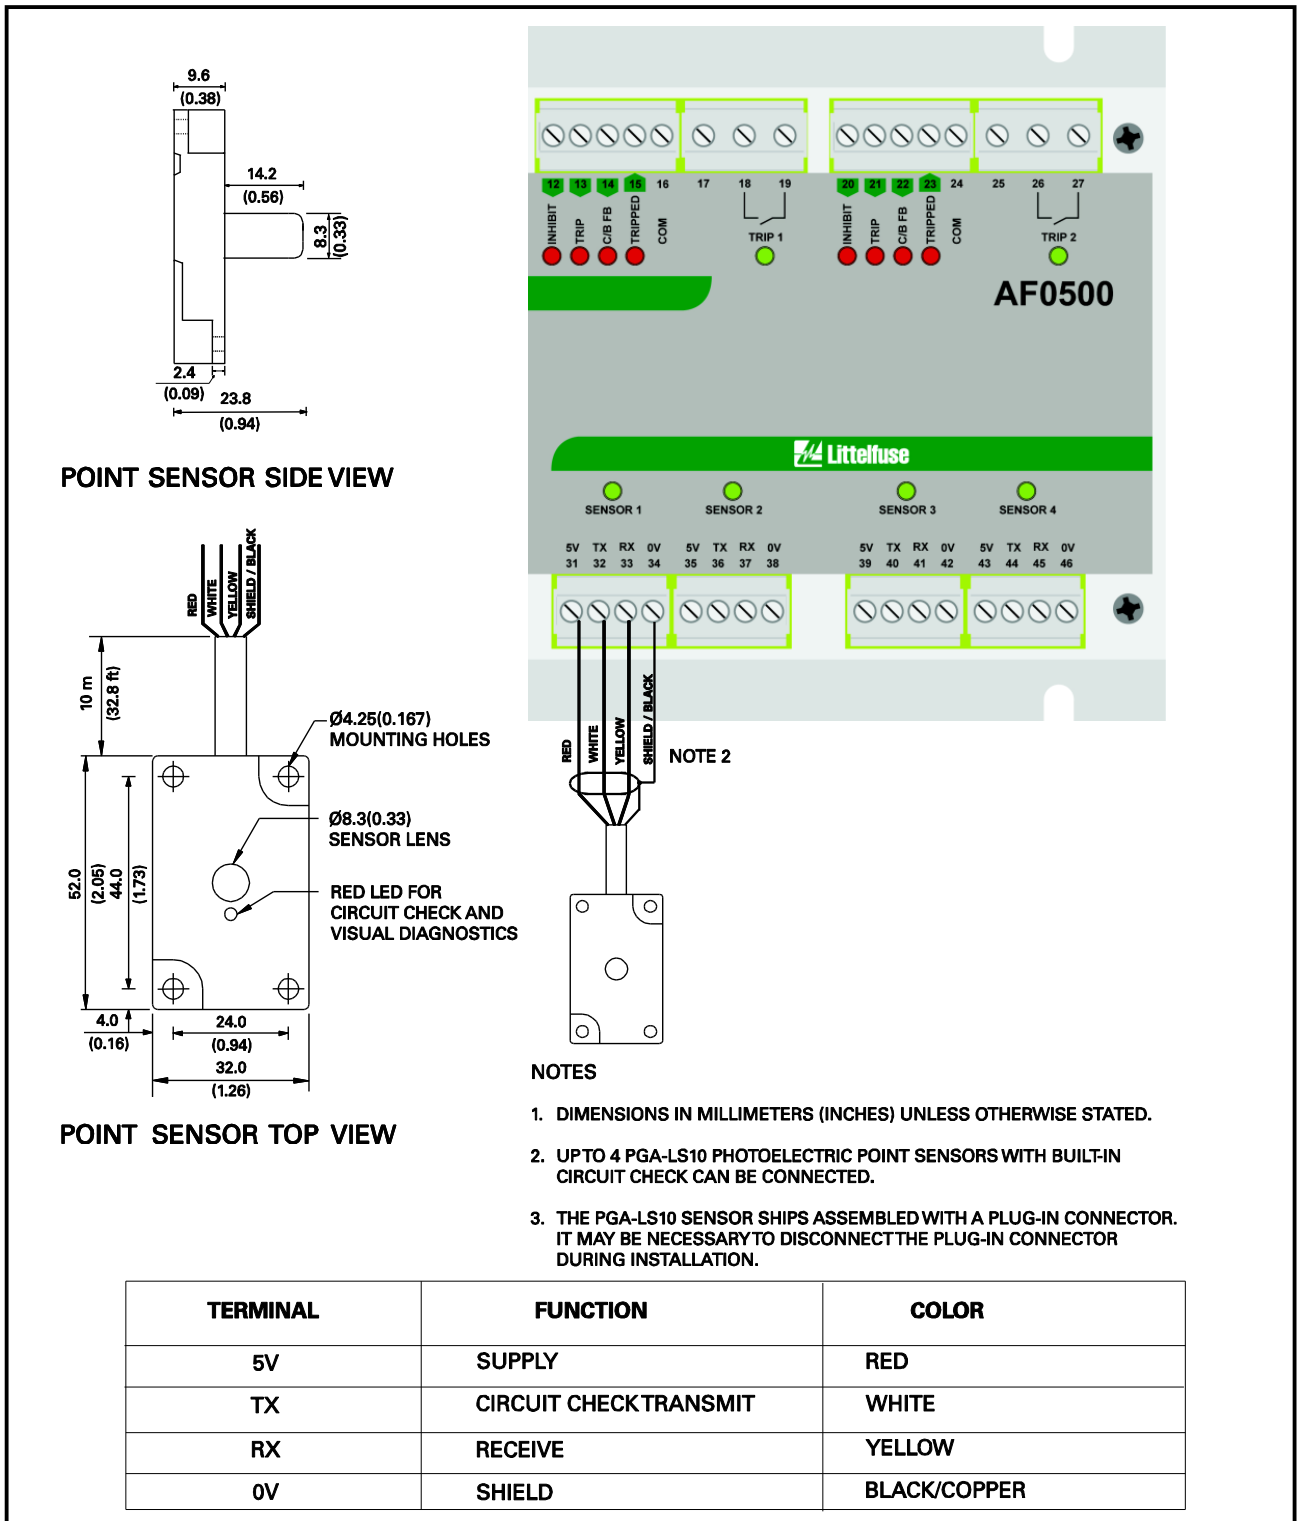 9.6
(0.38)
14.2
(0.56)
8.3
(0.33)
2.4
(0.09)
23.8
(0.94)
POINT SENSOR SIDE VIEW
12 13 14 15 16 17 18 19
INHIBIT
TRIP
C/B FB
TRIPPED
COM
TRIP 1
20 21 22 23 24 25 26 27
INHIBIT
TRIP
C/B FB
TRIPPED
COM
TRIP 2
AF0500
Littelfuse
SENSOR 1 SENSOR 2 SENSOR 3 SENSOR 4
5V TX RX 0V 5V TX RX 0V 5V TX RX 0V 5V TX RX 0V
31 32 33 34 35 36 37 38 39 40 41 42 43 44 45 46
RED
WHITE
YELLOW
SHIELD / BLACK
NOTE 2
RED
WHITE
YELLOW
SHIELD / BLACK
10 m
(32.8 ft)
Ø4.25(0.167)
MOUNTING HOLES
Ø8.3(0.33)
SENSOR LENS
RED LED FOR
CIRCUIT CHECK AND
VISUAL DIAGNOSTICS
52.0
(2.05)
44.0
(1.73)
4.0
(0.16)
24.0
(0.94)
32.0
(1.26)
POINT SENSOR TOP VIEW
NOTES
1. DIMENSIONS IN MILLIMETERS (INCHES) UNLESS OTHERWISE STATED.
2. UP TO 4 PGA-LS10 PHOTOELECTRIC POINT SENSORS WITH BUILT-IN
CIRCUIT CHECK CAN BE CONNECTED.
3. THE PGA-LS10 SENSOR SHIPS ASSEMBLED WITH A PLUG-IN CONNECTOR.
IT MAY BE NECESSARY TO DISCONNECT THE PLUG-IN CONNECTOR
DURING INSTALLATION.
TERMINAL FUNCTION COLOR
5V SUPPLY RED
TX CIRCUIT CHECK TRANSMIT WHITE
RX RECEIVE YELLOW
0V SHIELD BLACK/COPPER